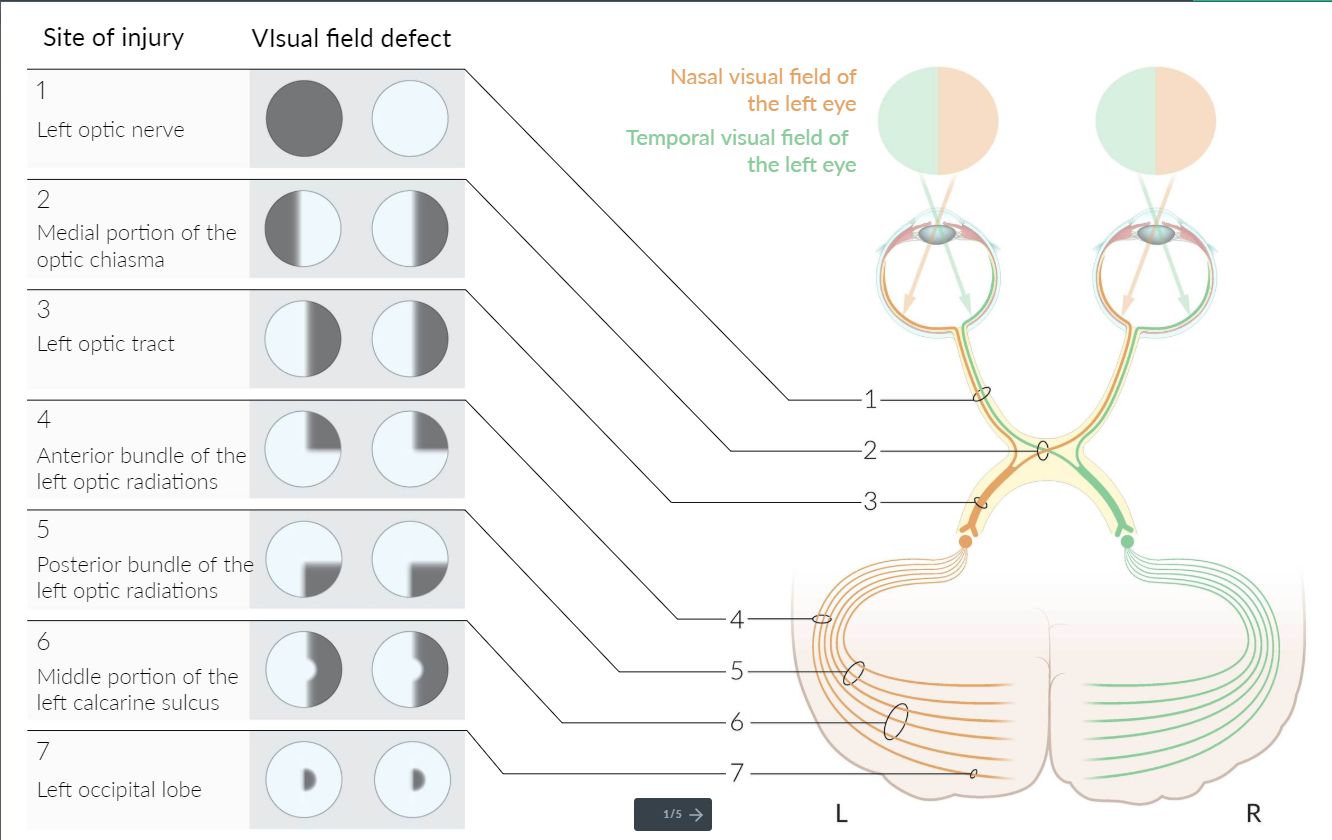 Site of injury
VIsual field defect
1
Left optic nerve
2
Medial portion of the
optic chiasma
3
Left optic tract
4
Anterior bundle of the
left optic radiations
5
Posterior bundle of the
left optic radiations
6
Middle portion of the
left calcarine sulcus
7
Left occipital lobe
Nasal visual field of
the left eye
Temporal visual field of
the left eye
1
2
3
4
5
6
7
L
R
1/5 →